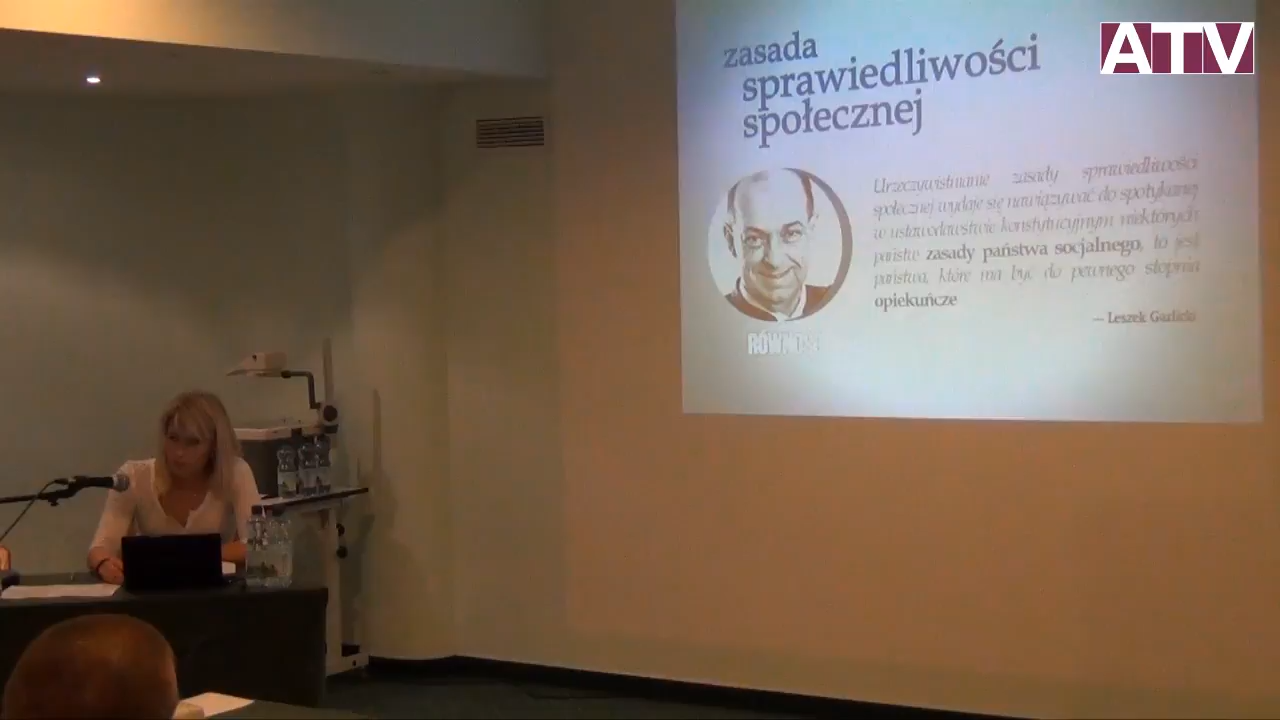 ATV
zasada
sprawiedliwości
społecznej
Urzeczywistnianie zasady sprawiedliwości
społecznej wydaje się nawiązywać do spotykanej
w ustawodawstwie konstytucyjnym niektórych
państw zasady państwa socjalnego, to jest
państwa, które ma być do pewnego stopnia
opiekuńcze
— Leszek Garlicki